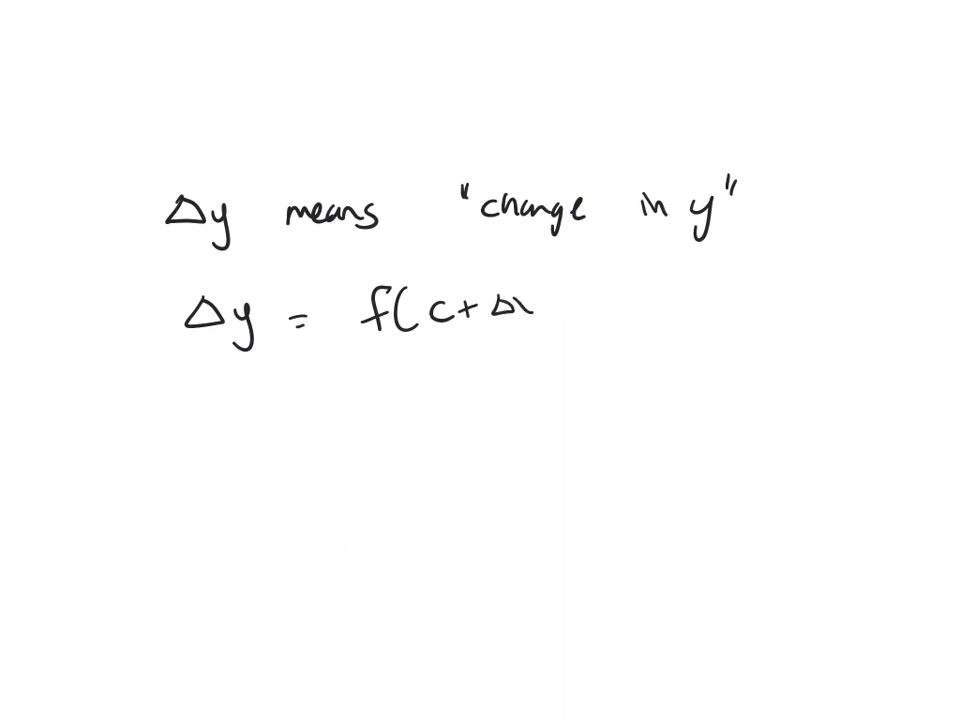 Δy means "change in y"
Δy = f(c+Δ